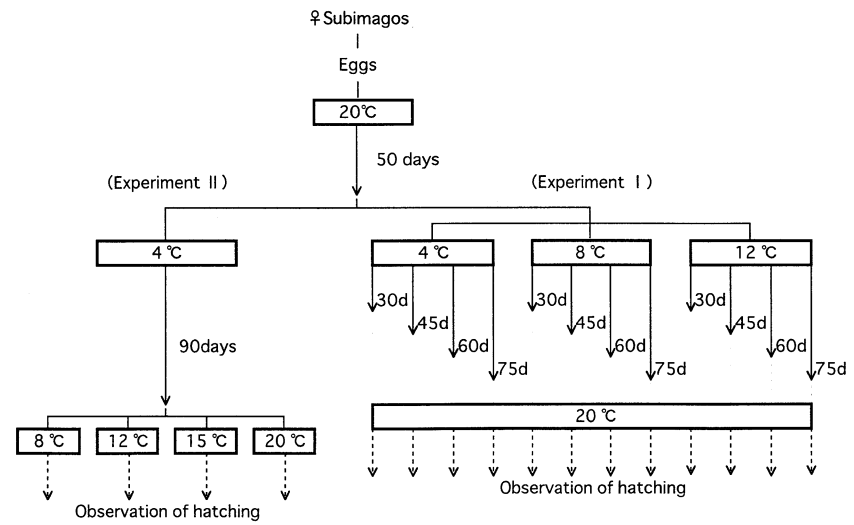 ♀Subimagos
Eggs
20℃
50 days
(Experiment Ⅱ)
(Experiment Ⅰ)
4℃
4℃
8℃
12℃
30d
30d
30d
45d
45d
45d
90days
60d
60d
60d
75d
75d
75d
20℃
8℃
12℃
15℃
20℃
Observation of hatching
Observation of hatching